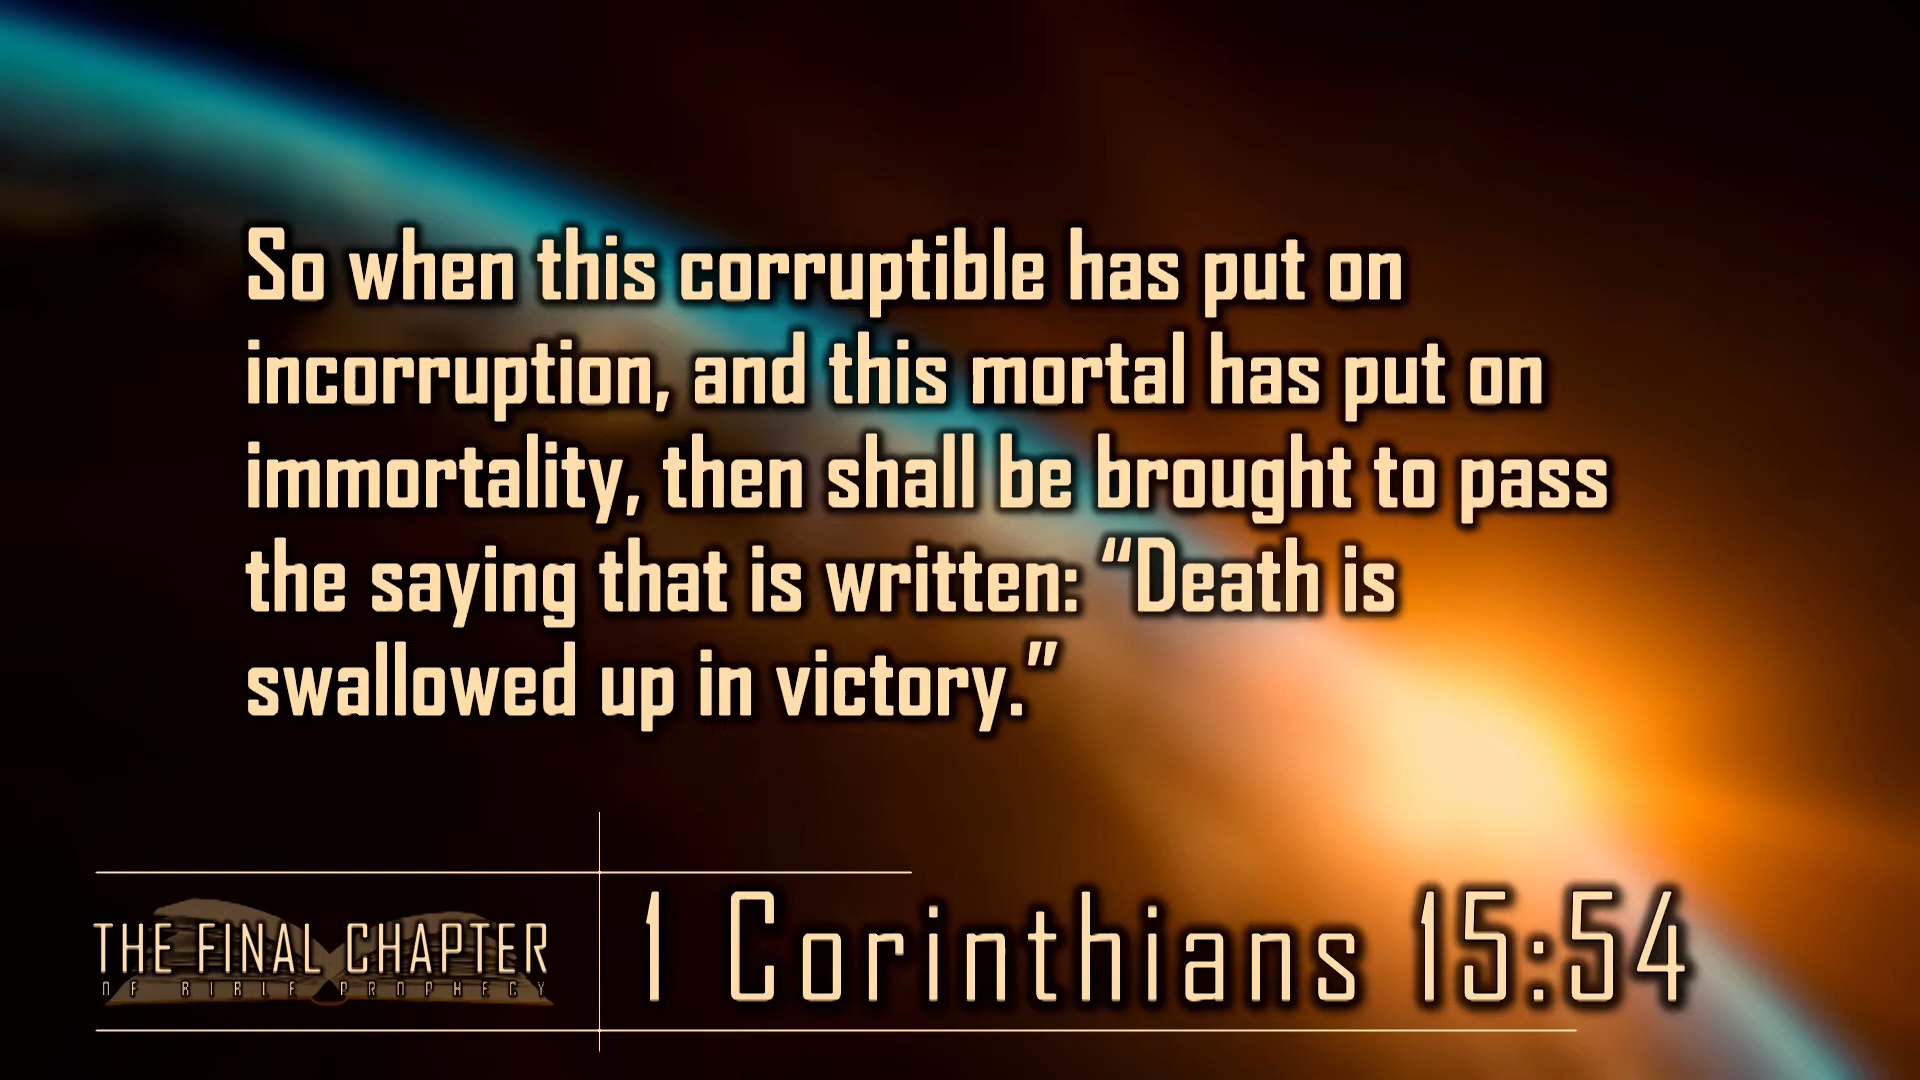 So when this corruptible has put on
incorruption, and this mortal has put on
immortality, then shall be brought to pass
the saying that is written: “Death is
swallowed up in victory.”
THE FINAL CHAPTER
OF BIBLE PROPHECY
1 Corinthians 15:54